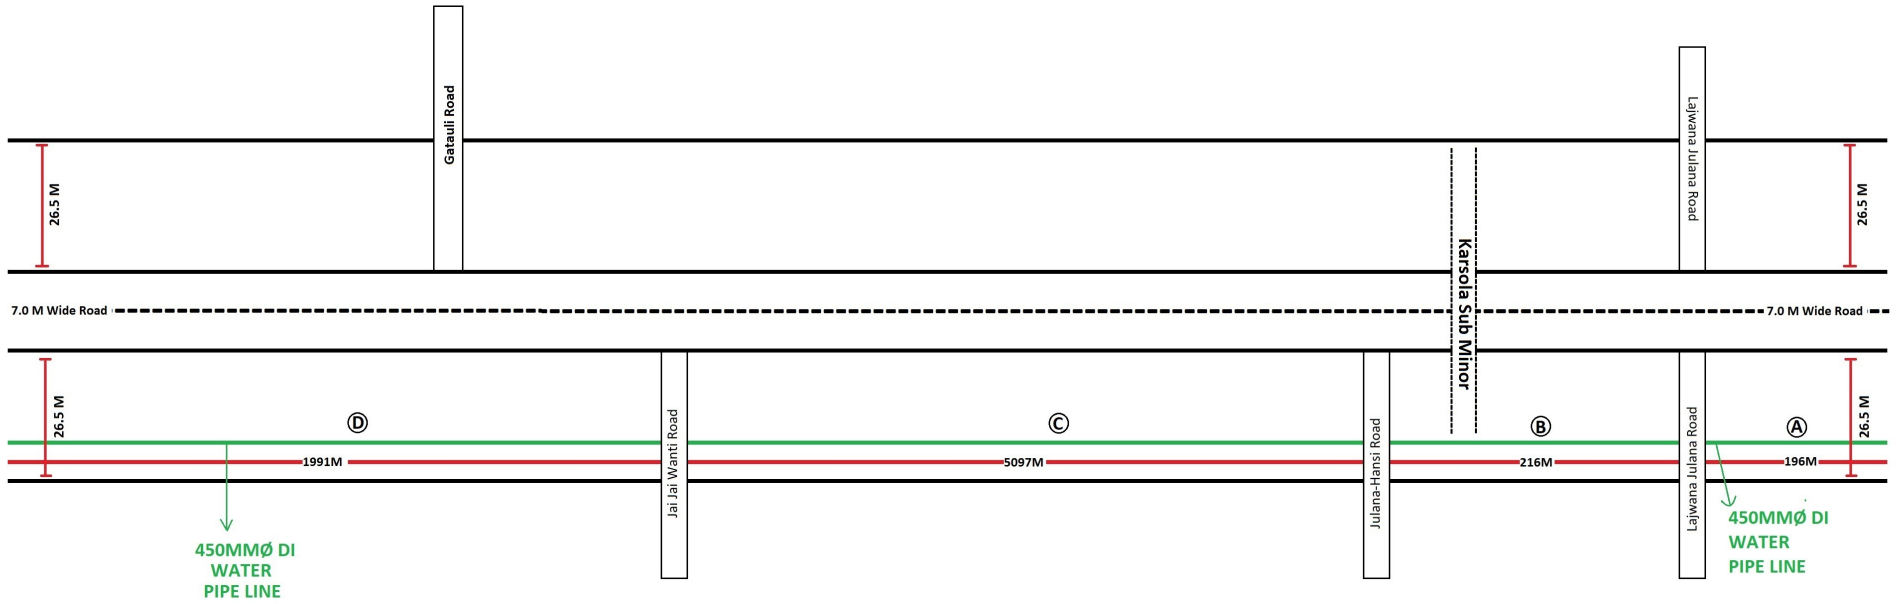 Gatauli Road
Lajwana Julana Road
26.5 M
26.5 M
Karsola Sub Minor
7.0 M Wide Road
7.0 M Wide Road
26.5 M
26.5 M
Jai Jai Wanti Road
Julana-Hansi Road
Lajwana Julana Road
D
C
B
A
1991M
5097M
216M
196M
450MMØ DI
WATER
PIPE LINE
450MMØ DI
WATER
PIPE LINE